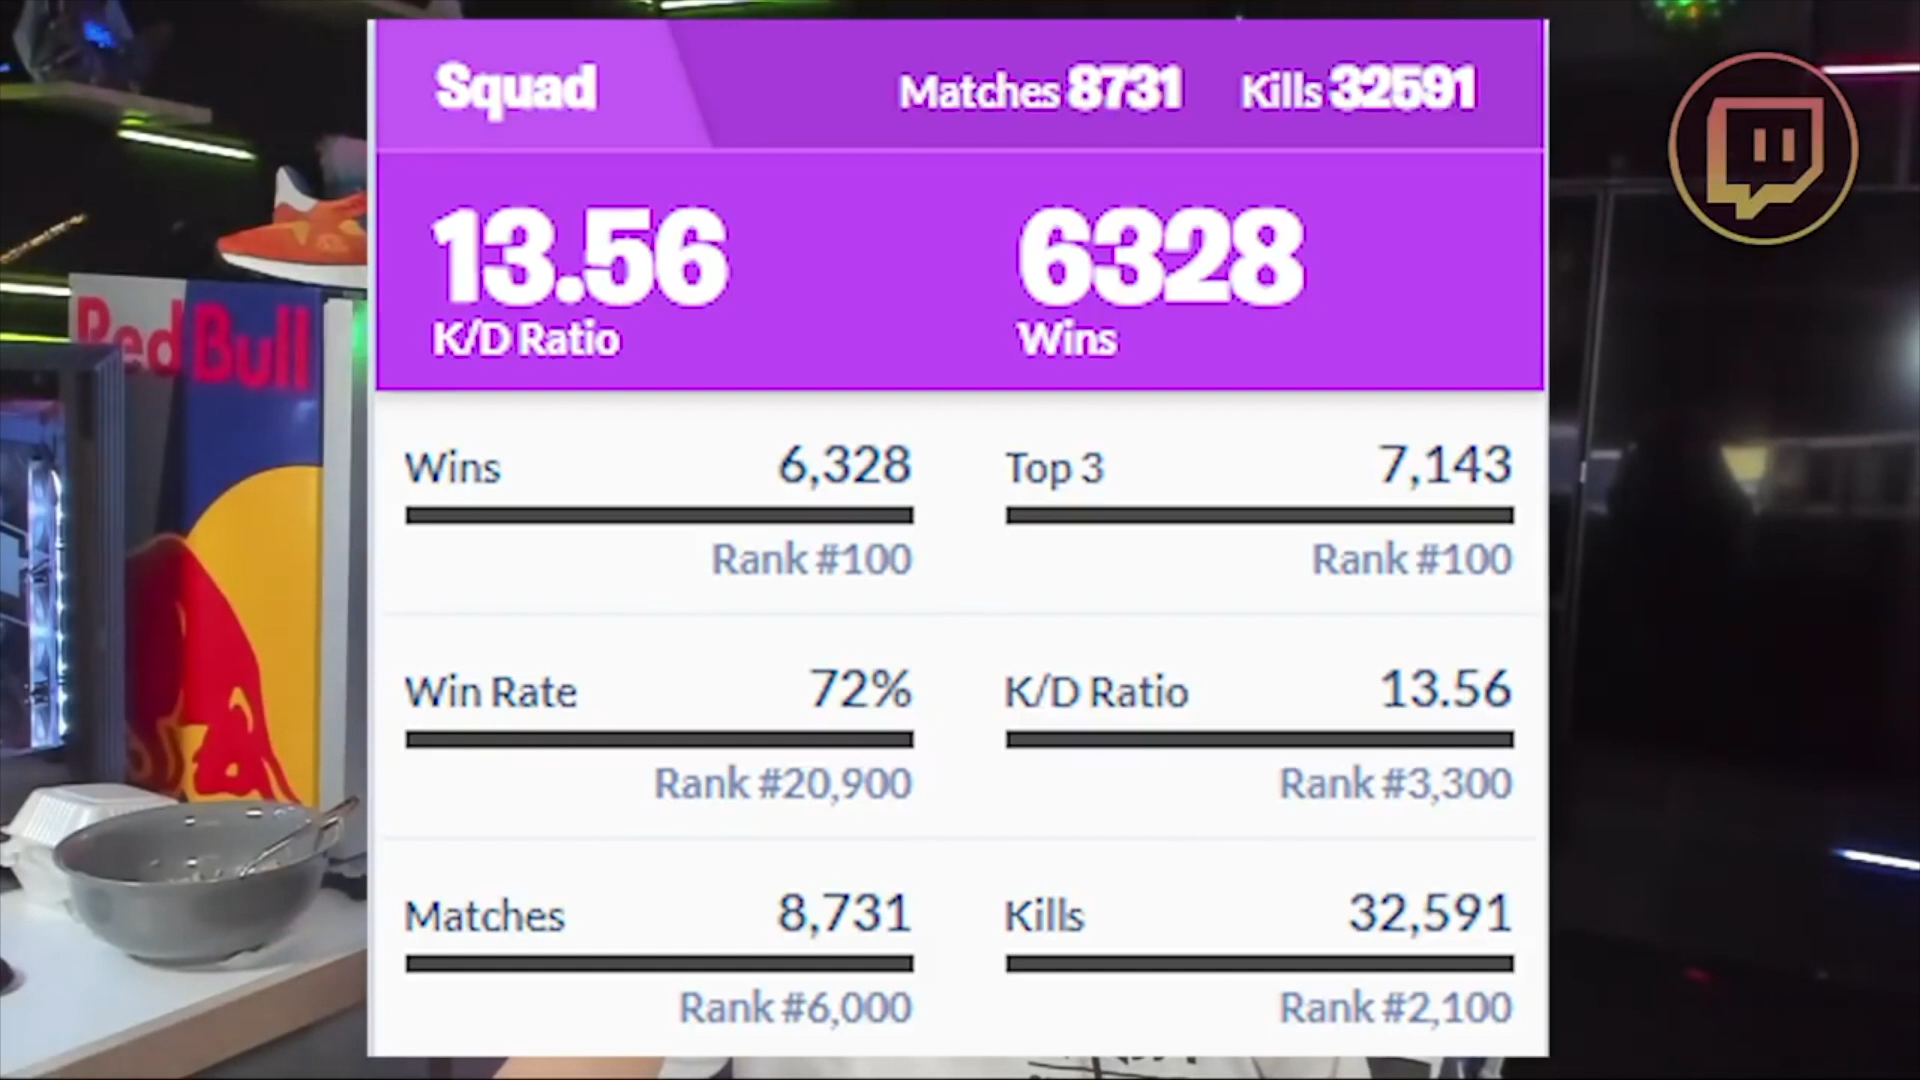 Squad
Matches 8731 Kills 32591
13.56
K/D Ratio
6328
Wins
Wins 6,328
Rank #100
Top 3 7,143
Rank #100
Win Rate 72%
Rank #20,900
K/D Ratio 13.56
Rank #3,300
Matches 8,731
Rank #6,000
Kills 32,591
Rank #2,100
Red Bull